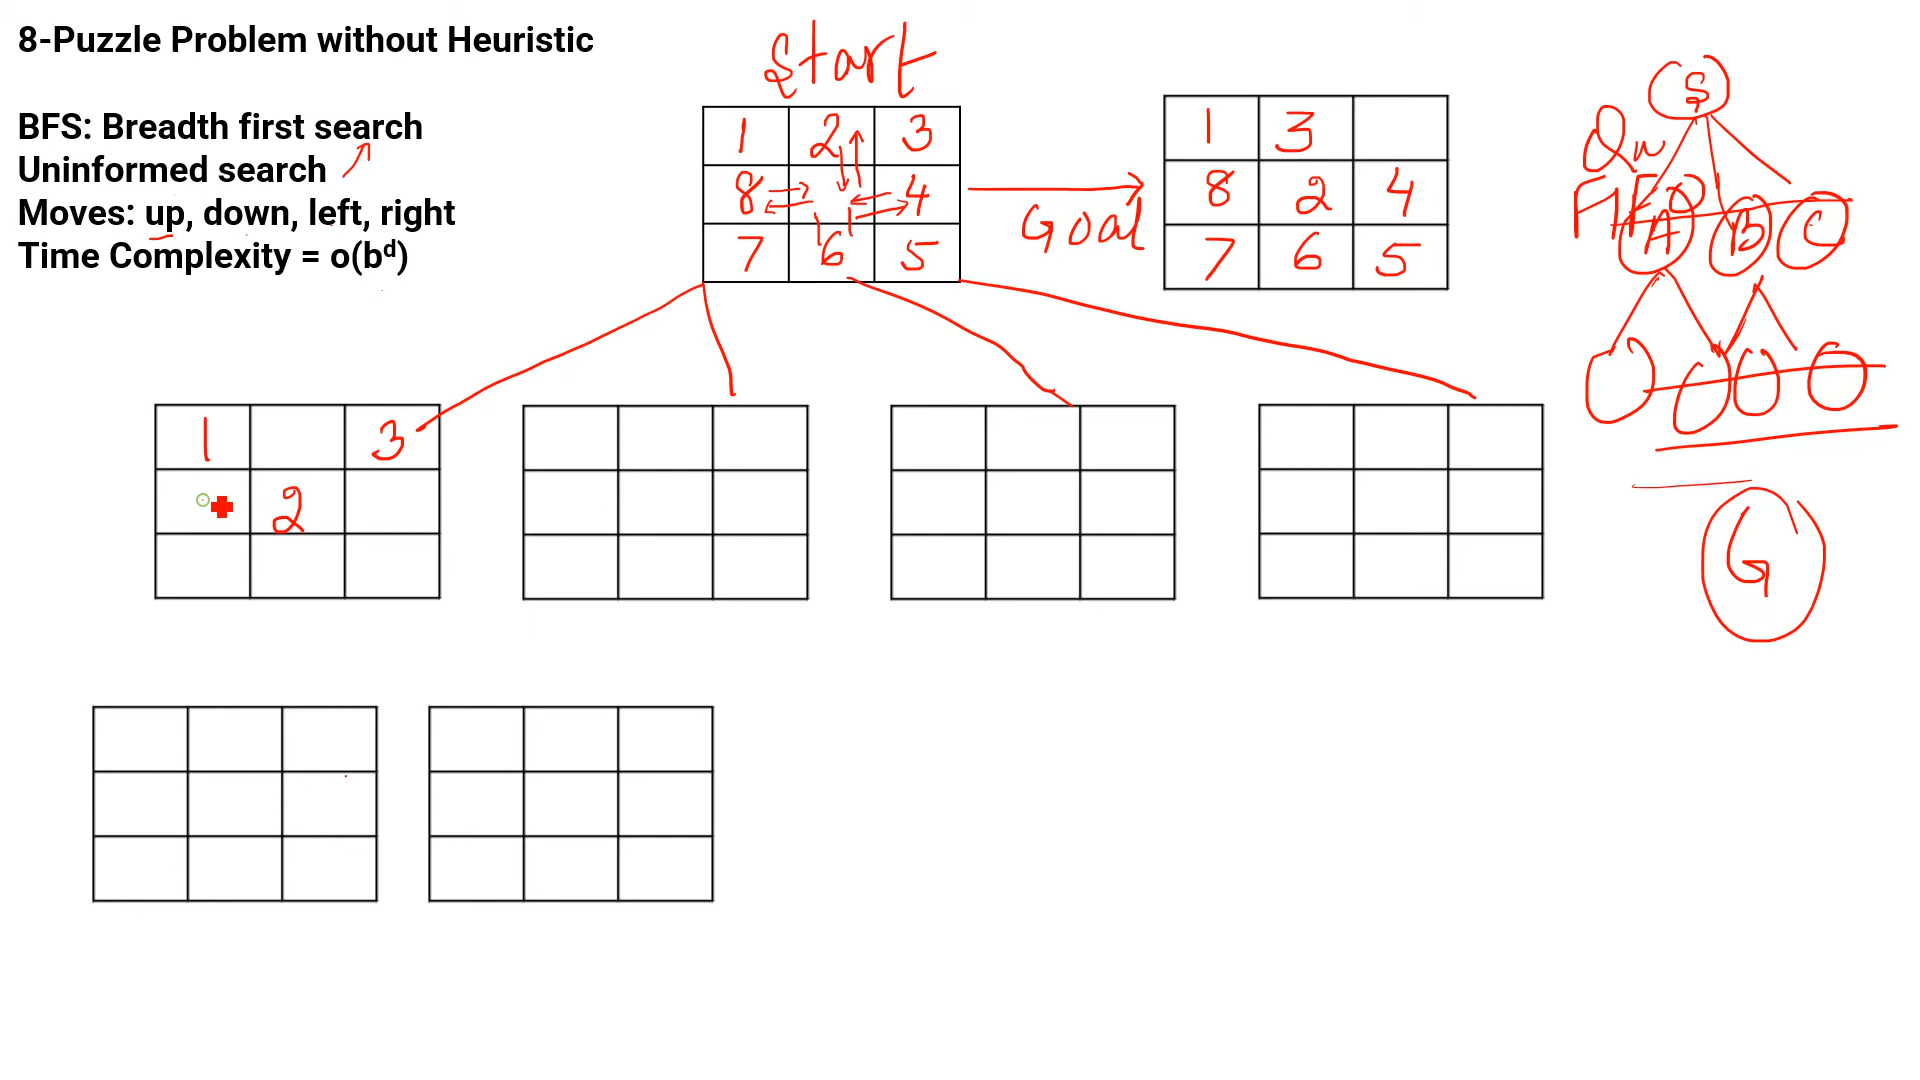 8-Puzzle Problem without Heuristic
BFS: Breadth first search
Uninformed search
Moves: up, down, left, right
Time Complexity = o(bᵈ)
Start
1 2 3
8 4
7 6 5
Goal
1 3
8 2 4
7 6 5
S
FIFO
A B C
G
1 3
2